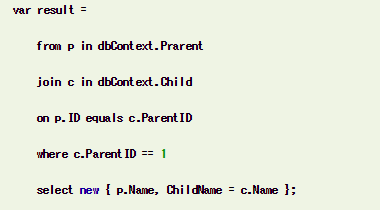 var result =
from p in dbContext.Prarent
join c in dbContext.Child
on p.ID equals c.ParentID
where c.ParentID == 1
select new { p.Name, ChildName = c.Name };